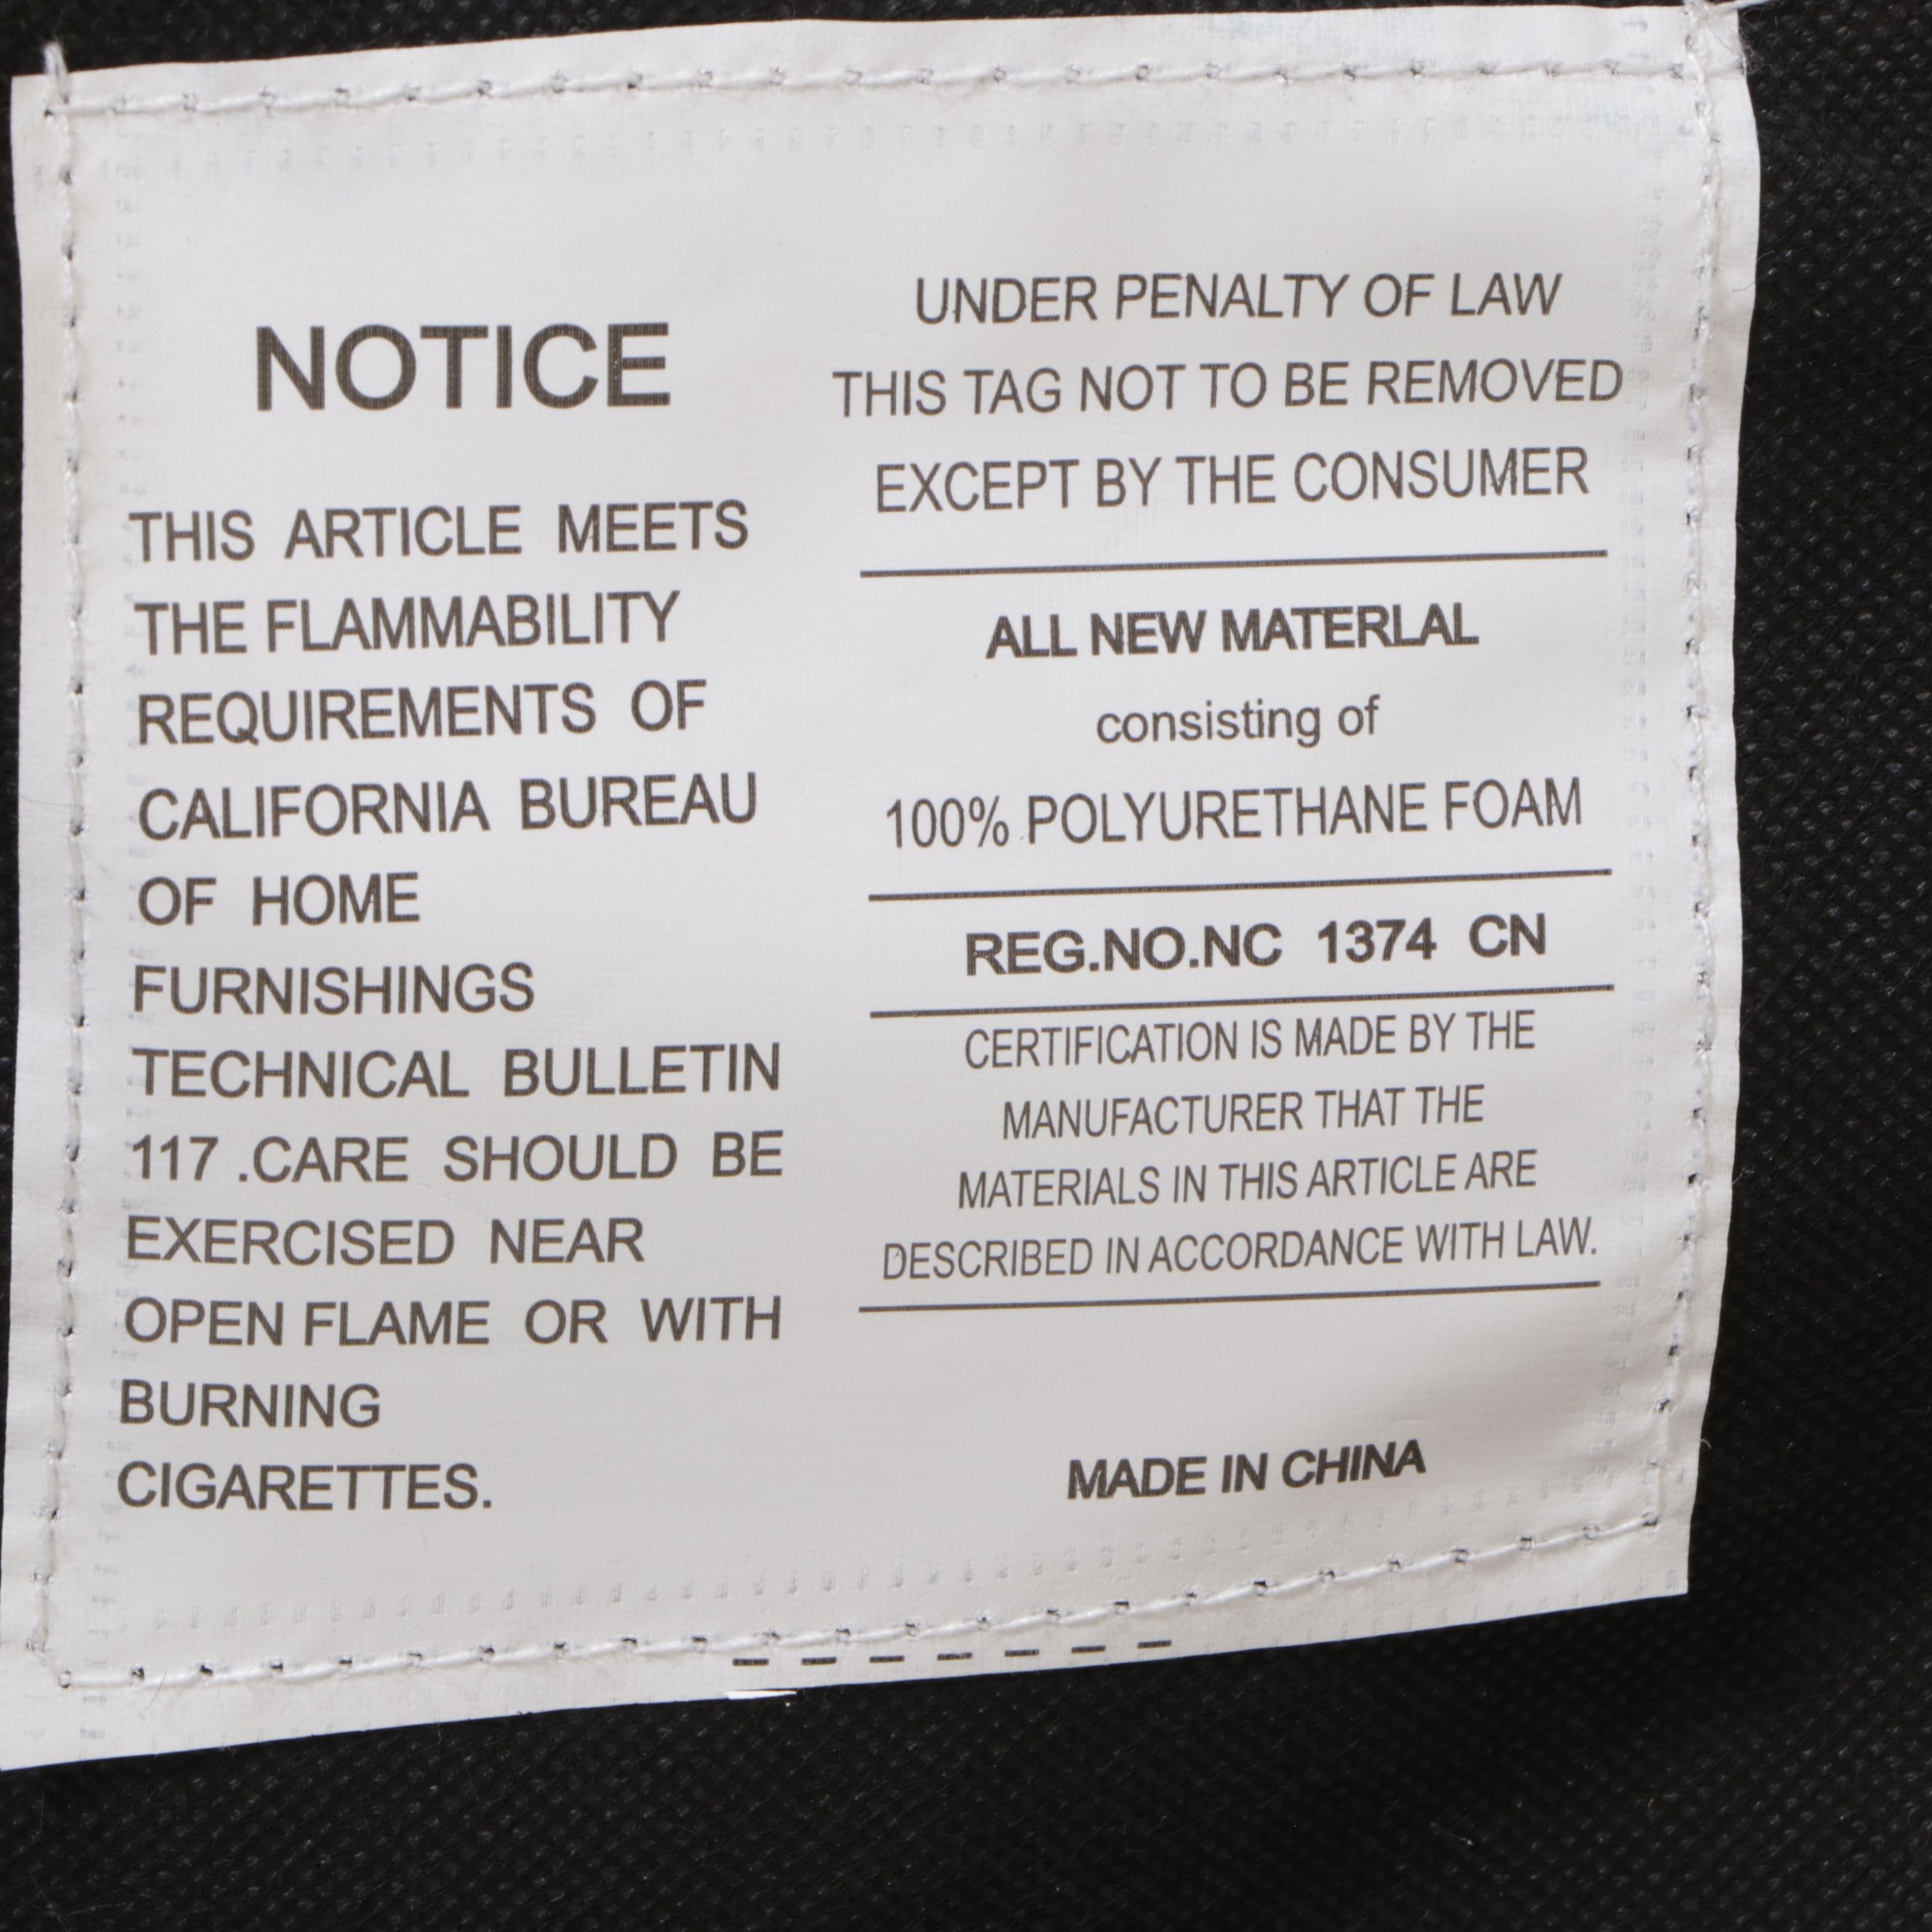 NOTICE
THIS ARTICLE MEETS
THE FLAMMABILITY
REQUIREMENTS OF
CALIFORNIA BUREAU
OF HOME
FURNISHINGS
TECHNICAL BULLETIN
117 .CARE SHOULD BE
EXERCISED NEAR
OPEN FLAME OR WITH
BURNING
CIGARETTES.
UNDER PENALTY OF LAW
THIS TAG NOT TO BE REMOVED
EXCEPT BY THE CONSUMER
ALL NEW MATERLAL
consisting of
100% POLYURETHANE FOAM
REG.NO.NC 1374 CN
CERTIFICATION IS MADE BY THE
MANUFACTURER THAT THE
MATERIALS IN THIS ARTICLE ARE
DESCRIBED IN ACCORDANCE WITH LAW.
MADE IN CHINA